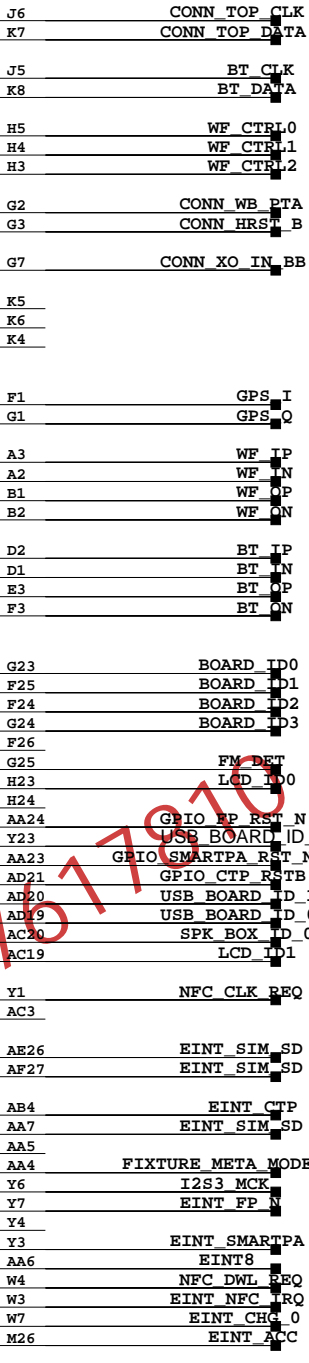 J6 CONN_TOP_CLK
K7 CONN_TOP_DATA
J5 BT_CLK
K8 BT_DATA
H5 WF_CTRL0
H4 WF_CTRL1
H3 WF_CTRL2
G2 CONN_WB_PTA
G3 CONN_HRST_B
G7 CONN_XO_IN_BB
K5
K6
K4
F1 GPS_I
G1 GPS_Q
A3 WF_IP
A2 WF_IN
B1 WF_QP
B2 WF_QN
D2 BT_IP
D1 BT_IN
E3 BT_QP
F3 BT_QN
G23 BOARD_ID0
F25 BOARD_ID1
F24 BOARD_ID2
G24 BOARD_ID3
F26
G25 FM_DET
H23 LCD_ID0
H24
AA24 GPIO_FP_RST_N
Y23 USB_BOARD_ID_
AA23 GPIO_SMARTPA_RST_N
AD21 GPIO_CTP_RSTB
AD20 USB_BOARD_ID_1
AD19 USB_BOARD_ID_0
AC20 SPK_BOX_ID_0
AC19 LCD_ID1
Y1 NFC_CLK_REQ
AC3
AE26 EINT_SIM_SD
AF27 EINT_SIM_SD
AB4 EINT_CTP
AA7 EINT_SIM_SD
AA5
AA4 FIXTURE_META_MODE
Y6 I2S3_MCK
Y7 EINT_FP_N
Y4
Y3 EINT_SMARTPA
AA6 EINT8
W4 NFC_DWL_REQ
W3 EINT_NFC_IRQ
W7 EINT_CHG_0
M26 EINT_ACC
7617810